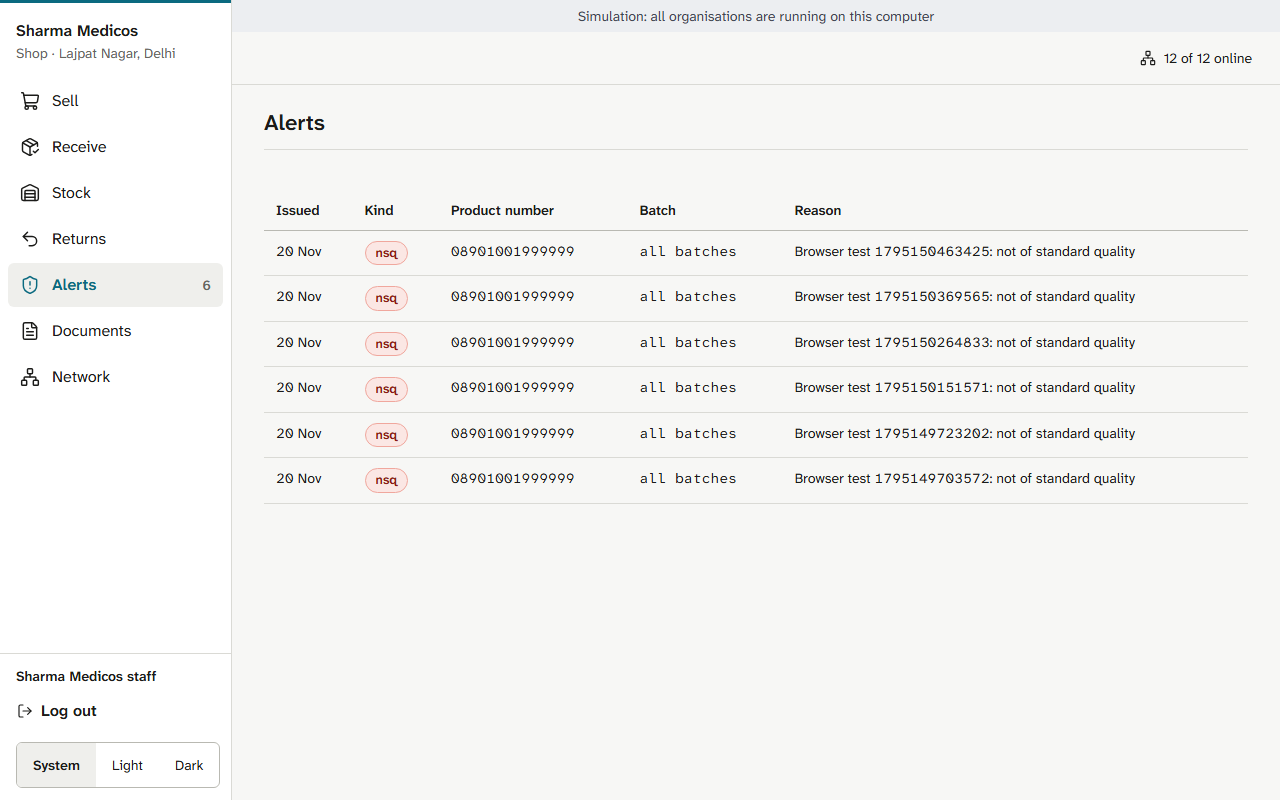 Simulation: all organisations are running on this computer
Sharma Medicos
Shop · Lajpat Nagar, Delhi
12 of 12 online
Sell
Receive
Stock
Returns
Alerts 6
Documents
Network
Alerts
Issued Kind Product number Batch Reason
20 Nov nsq 08901001999999 all batches Browser test 1795150463425: not of standard quality
20 Nov nsq 08901001999999 all batches Browser test 1795150369565: not of standard quality
20 Nov nsq 08901001999999 all batches Browser test 1795150264833: not of standard quality
20 Nov nsq 08901001999999 all batches Browser test 1795150151571: not of standard quality
20 Nov nsq 08901001999999 all batches Browser test 1795149723202: not of standard quality
20 Nov nsq 08901001999999 all batches Browser test 1795149703572: not of standard quality
Sharma Medicos staff
Log out
System Light Dark